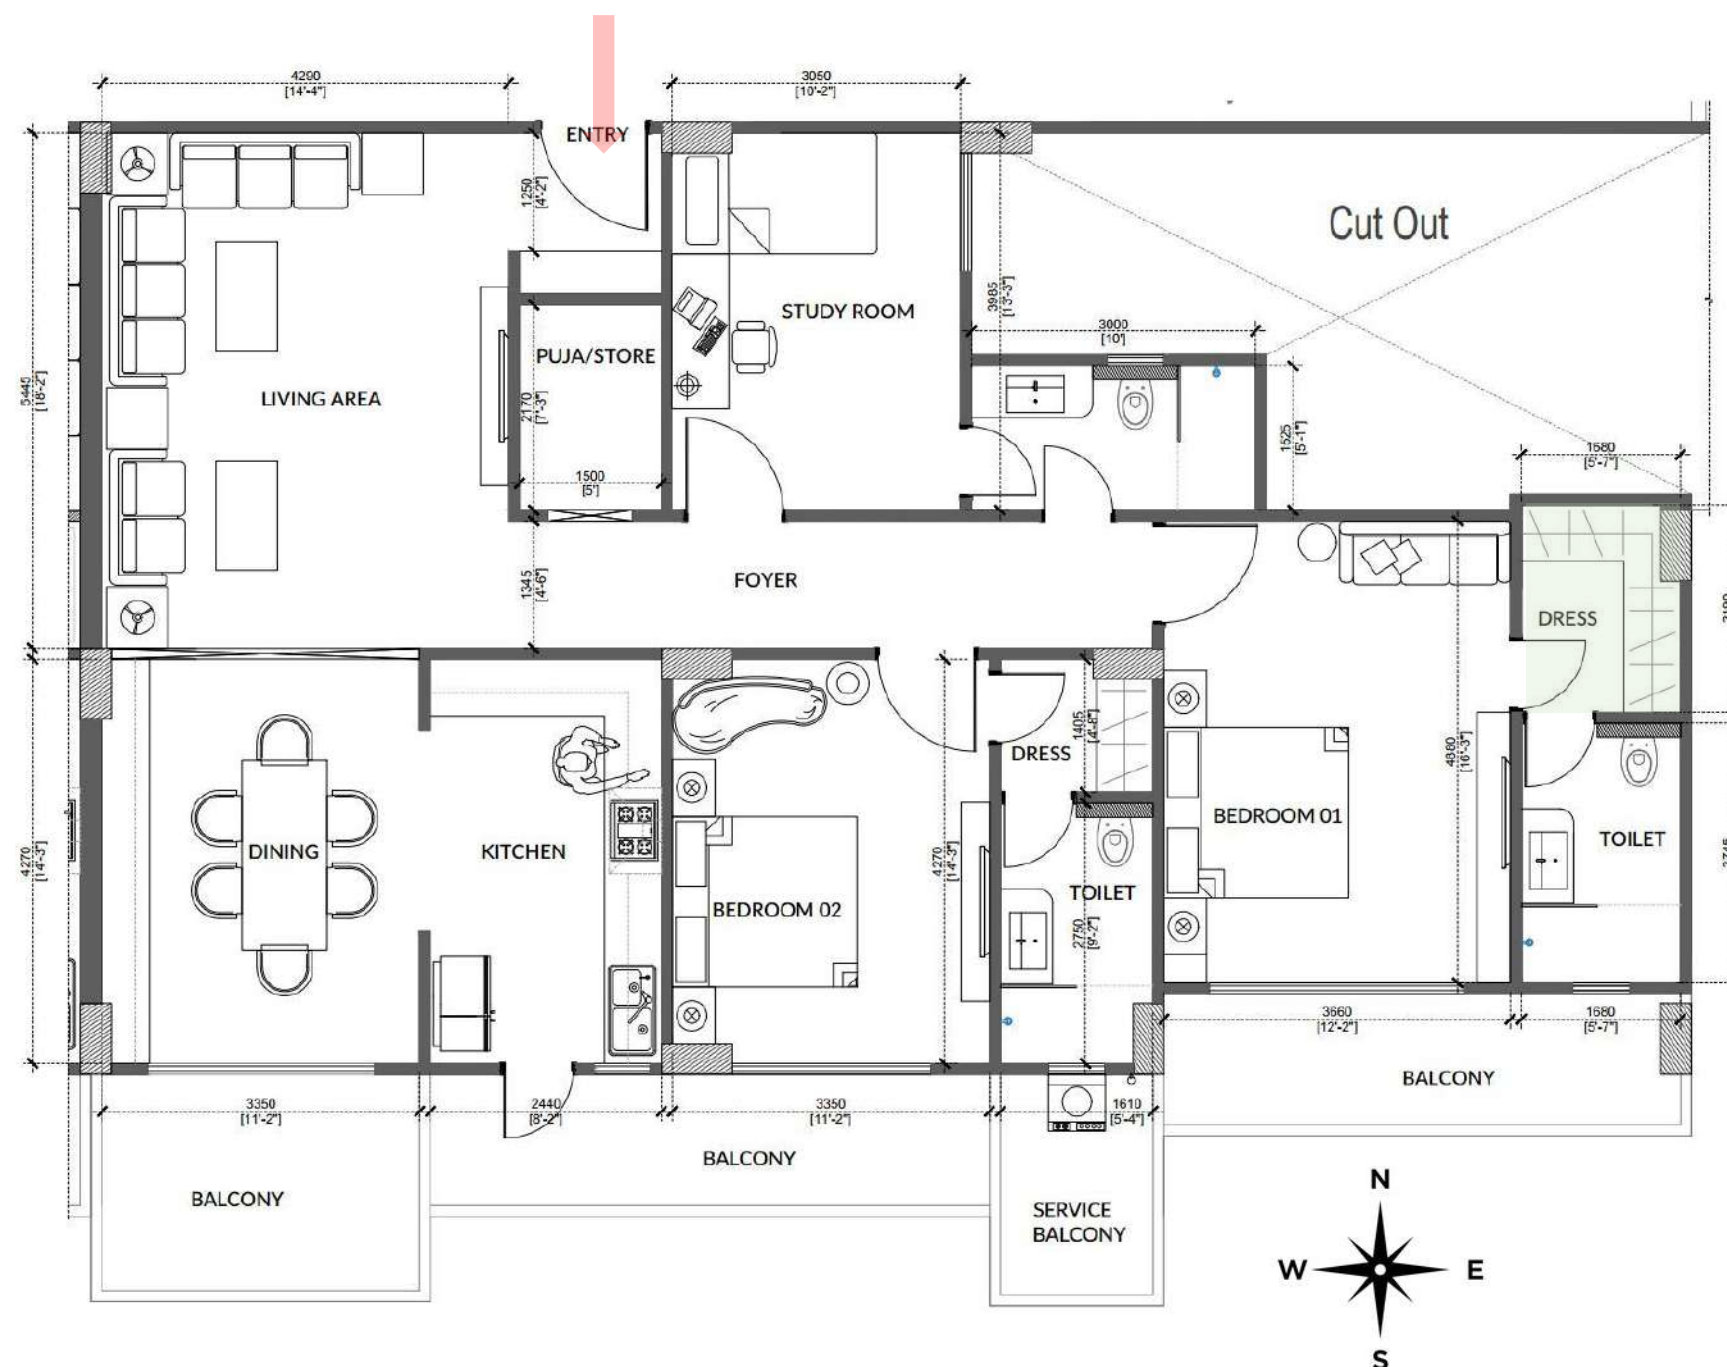 4290
[14'-4"]
3050
[10'-2"]
ENTRY
1250
[4'-2"]
Cut Out
3985
[13'-3"]
STUDY ROOM
3000
[10']
PUJA/STORE
LIVING AREA
5445
[18'-2"]
2170
[7'-3"]
1525
[5'-1"]
1680
[5'-7"]
1500
[5']
FOYER
1345
[4'-6"]
DRESS
1405
[4'-8"]
DRESS
4880
[16'-3"]
BEDROOM 01
TOILET
4270
[14'-3"]
DINING
KITCHEN
4270
[14'-3"]
TOILET
BEDROOM 02
2750
[9'-2"]
3660
[12'-2"]
1680
[5'-7"]
BALCONY
3350
[11'-2"]
2440
[8'-2"]
3350
[11'-2"]
1610
[5'-4"]
BALCONY
BALCONY
SERVICE
BALCONY
N
W
E
S